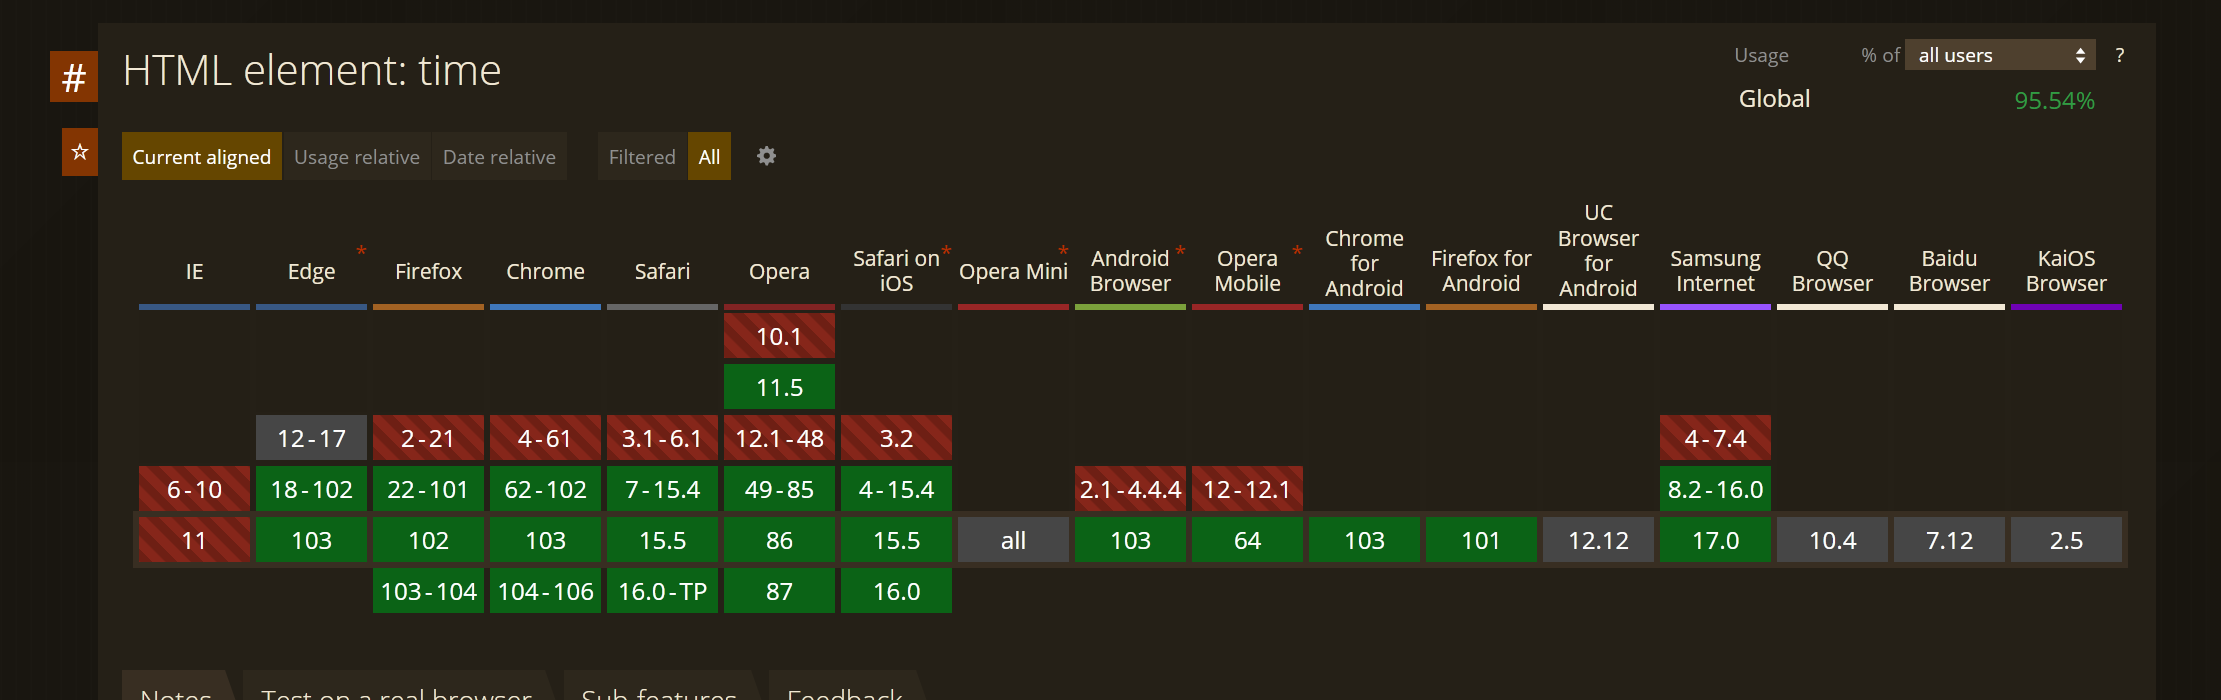 #
HTML element: time
Usage % of all users ?
Global 95.54%
☆
Current aligned Usage relative Date relative Filtered All
IE
Edge *
Firefox
Chrome
Safari
Opera
Safari on *
iOS
Opera Mini *
Android *
Browser
Opera *
Mobile
Chrome
for
Android
Firefox for
Android
UC
Browser
for
Android
Samsung
Internet
QQ
Browser
Baidu
Browser
KaiOS
Browser
10.1
11.5
12-17 2-21 4-61 3.1-6.1 12.1-48 3.2 4-7.4
6-10 18-102 22-101 62-102 7-15.4 49-85 4-15.4 2.1-4.4.4 12-12.1 8.2-16.0
11 103 102 103 15.5 86 15.5 all 103 64 103 101 12.12 17.0 10.4 7.12 2.5
103-104 104-106 16.0-TP 87 16.0
Notes Test on a real browser Sub-features Feedback